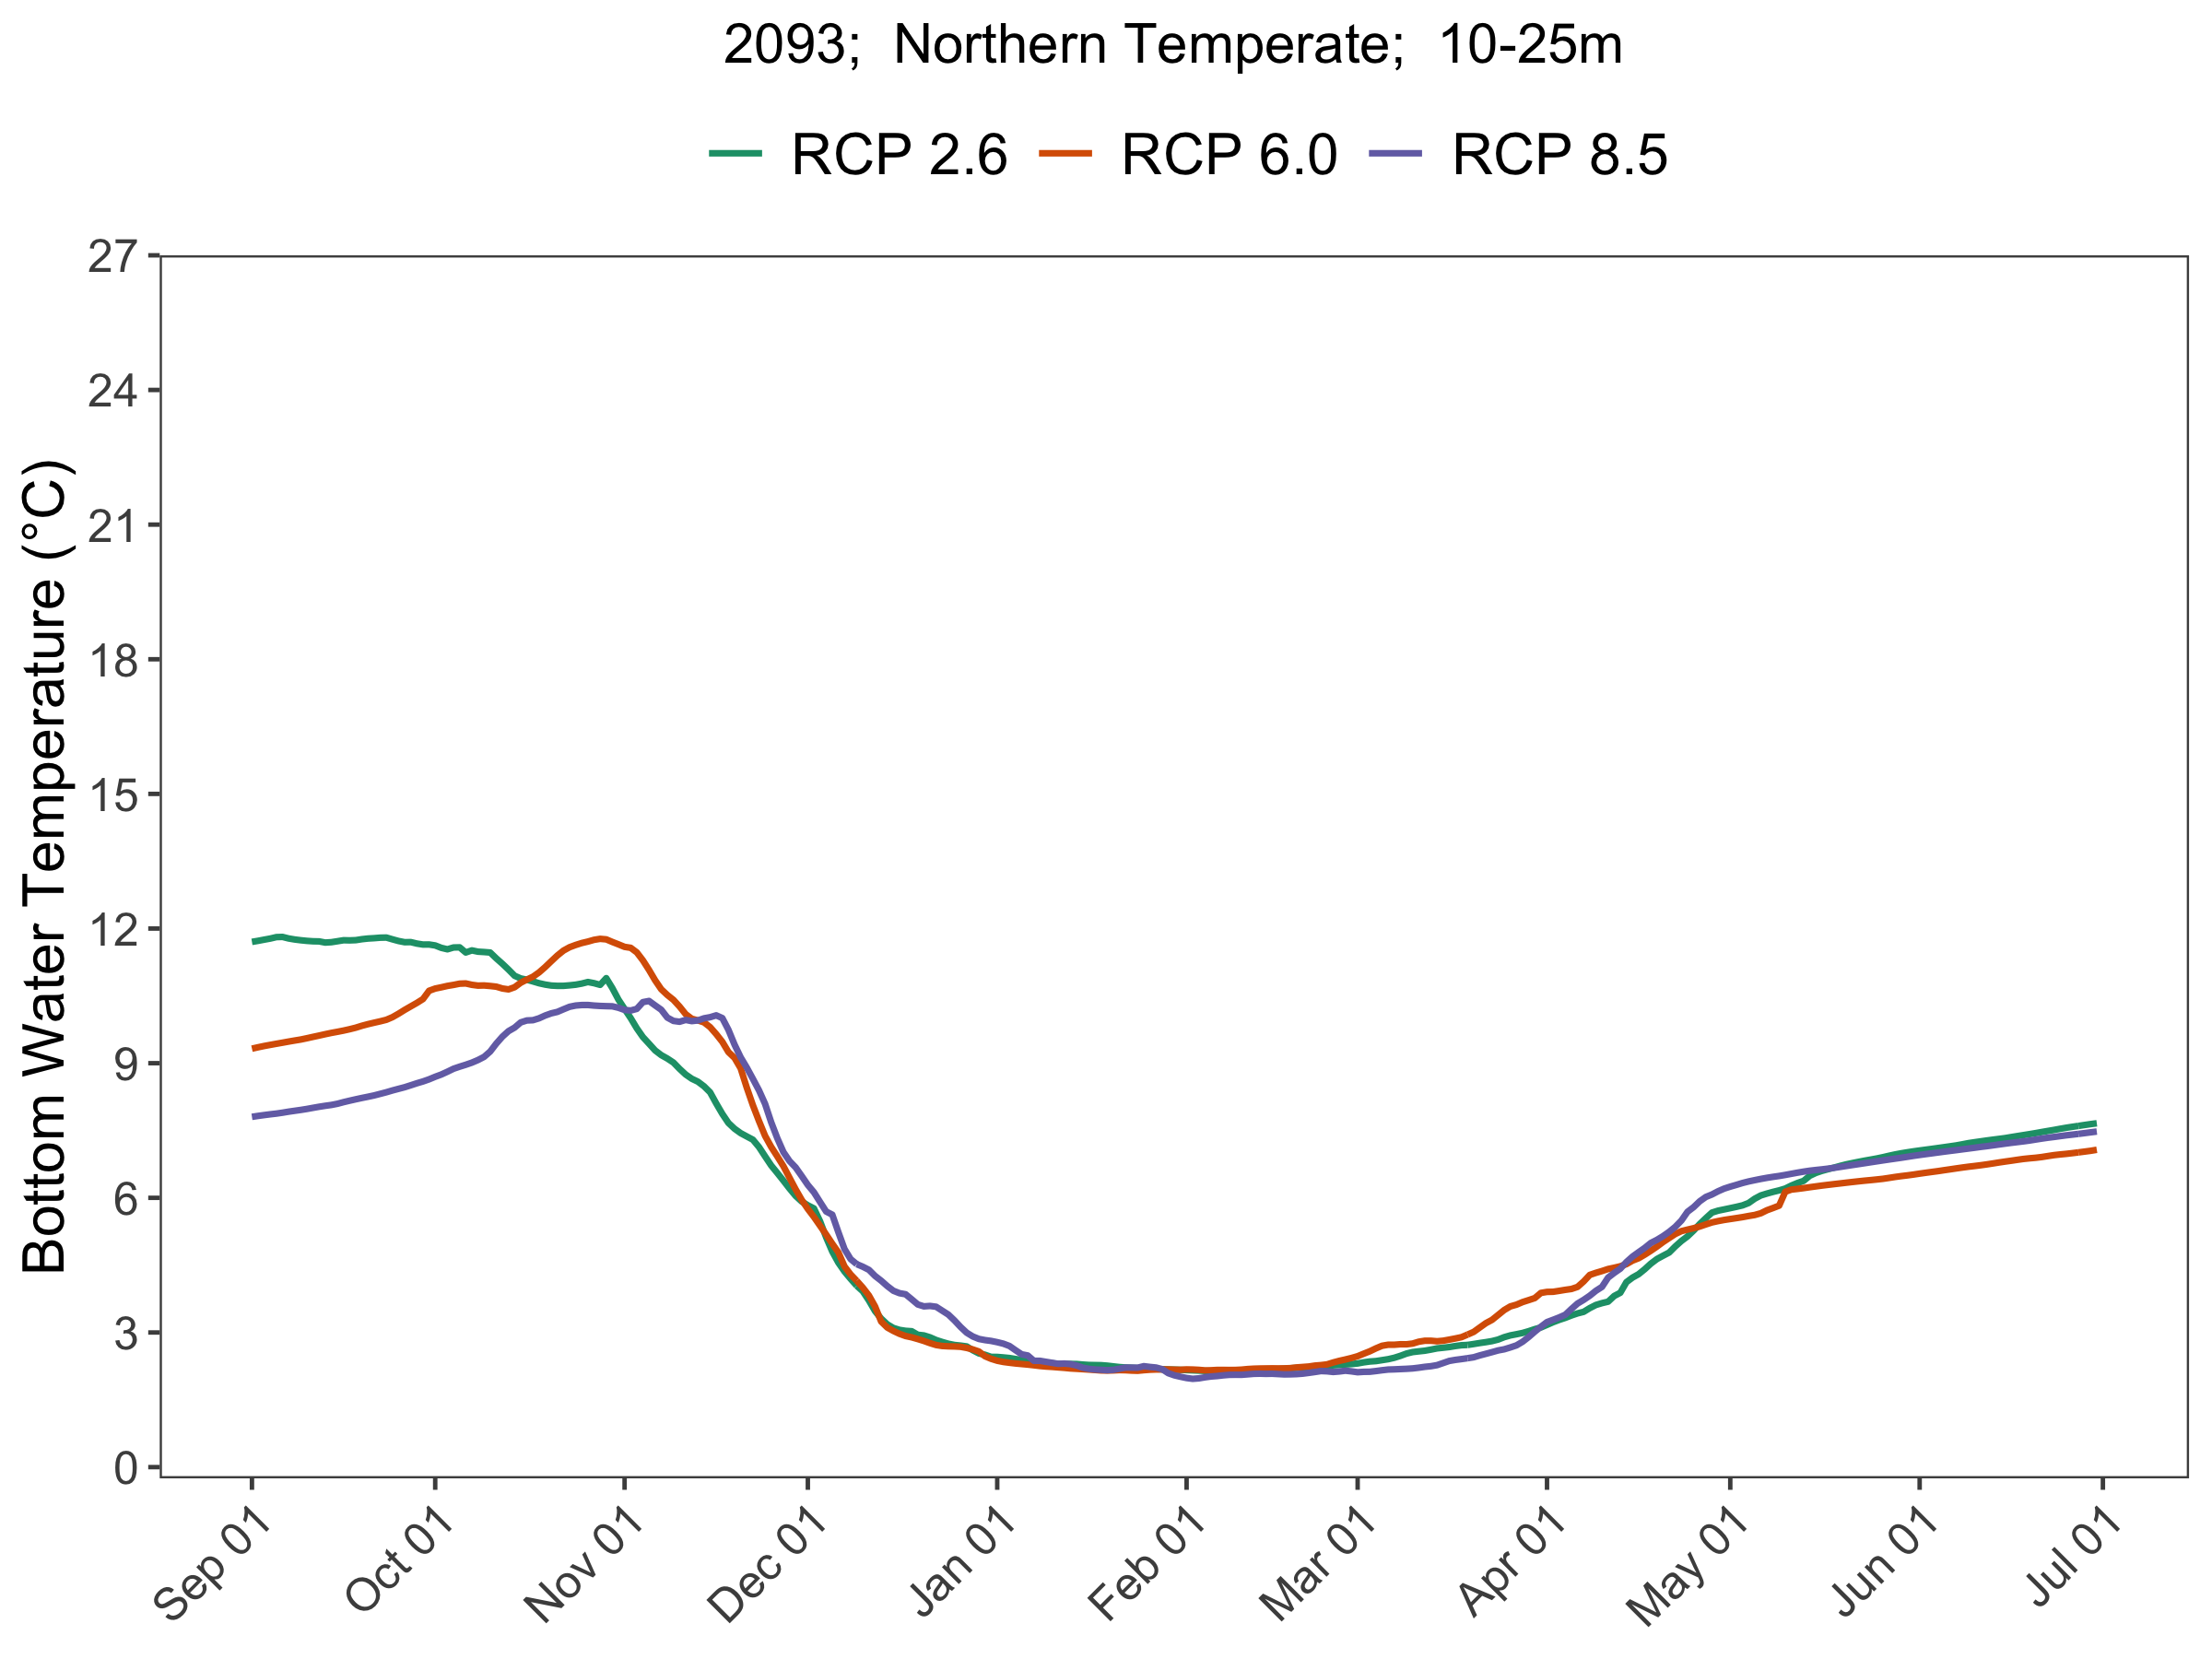 2093; Northern Temperate; 10-25m
RCP 2.6 RCP 6.0 RCP 8.5
Bottom Water Temperature (°C)
27
24
21
18
15
12
9
6
3
0
Sep 01 Oct 01 Nov 01 Dec 01 Jan 01 Feb 01 Mar 01 Apr 01 May 01 Jun 01 Jul 01